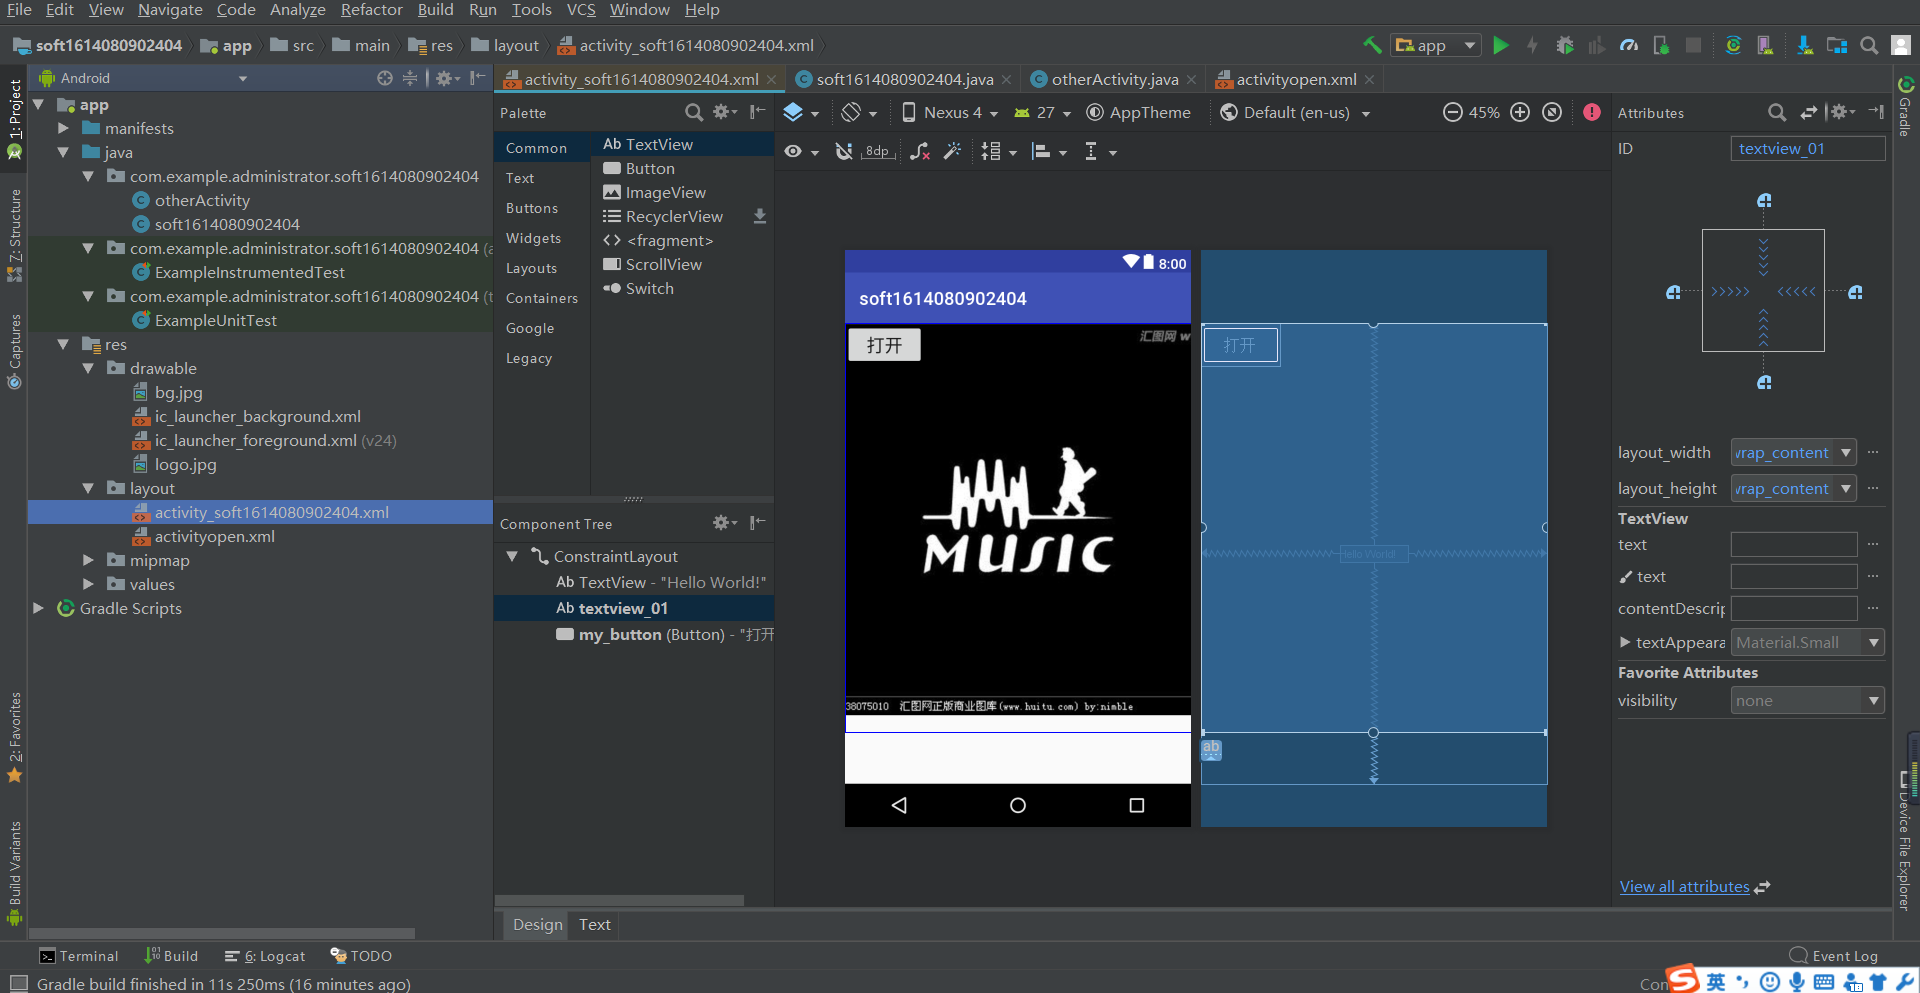 File Edit View Navigate Code Analyze Refactor Build Run Tools VCS Window Help
soft1614080902404 app src main res layout activity_soft1614080902404.xml app
Android
activity_soft1614080902404.xml soft1614080902404.java otherActivity.java activityopen.xml
1: Project
7: Structure
Captures
2: Favorites
Build Variants
app
manifests
java
com.example.administrator.soft1614080902404
otherActivity
soft1614080902404
com.example.administrator.soft1614080902404 (a
ExampleInstrumentedTest
com.example.administrator.soft1614080902404 (t
ExampleUnitTest
res
drawable
bg.jpg
ic_launcher_background.xml
ic_launcher_foreground.xml (v24)
logo.jpg
layout
activity_soft1614080902404.xml
activityopen.xml
mipmap
values
Gradle Scripts
Palette
Common
Text
Buttons
Widgets
Layouts
Containers
Google
Legacy
Ab TextView
Button
ImageView
RecyclerView
<> <fragment>
ScrollView
Switch
Component Tree
ConstraintLayout
Ab TextView - "Hello World!"
Ab textview_01
my_button (Button) - "打开
Nexus 4 27 AppTheme Default (en-us) 45%
8dp
8:00
soft1614080902404
打开
汇图网 w
MUSIC
38075010 汇图网正版商业图库(www.huitu.com) by:nimble
打开
Hello World!
ab
Attributes
ID textview_01
layout_width wrap_content
layout_height wrap_content
TextView
text
text
contentDescrip
textAppeara Material.Small
Favorite Attributes
visibility none
View all attributes
Gradle
Device File Explorer
Design Text
Terminal Build 6: Logcat TODO Event Log
Gradle build finished in 11s 250ms (16 minutes ago) Con
S 英